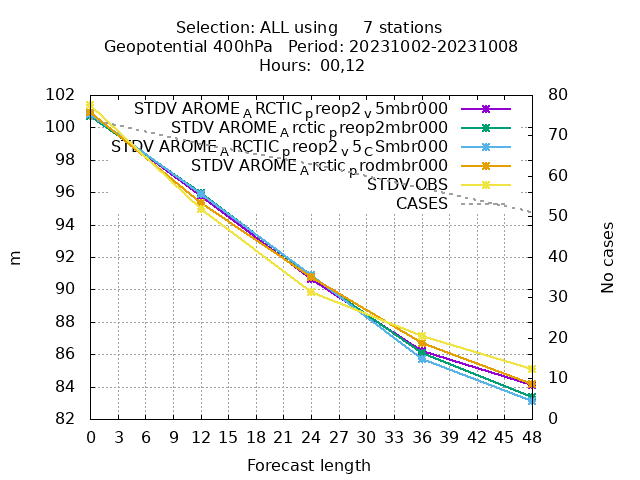 Selection: ALL using 7 stations
Geopotential 400hPa Period: 20231002-20231008
Hours: 00,12
STDV AROME_ARCTIC_preop2_v5mbr000
STDV AROME_Arctic_preop2mbr000
STDV AROME_ARCTIC_preop2_v5_CSmbr000
STDV AROME_Arctic_prodmbr000
STDV OBS
CASES
102
100
98
96
94
92
90
88
86
84
82
m
80
70
60
50
40
30
20
10
0
No cases
0 3 6 9 12 15 18 21 24 27 30 33 36 39 42 45 48
Forecast length